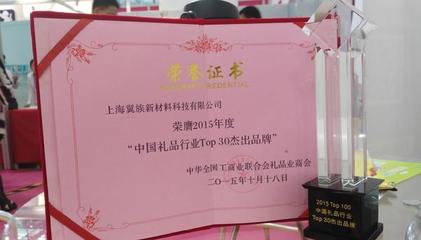 荣誉证书
HONORARY CREDENTIAL
上海翼族新材料科技有限公司
荣膺2015年度
“中国礼品行业Top 30杰出品牌”
中华全国工商业联合会礼品业商会
二〇一五年十月十八日
2015 Top 100
中国礼品行业
Top 30杰出品牌